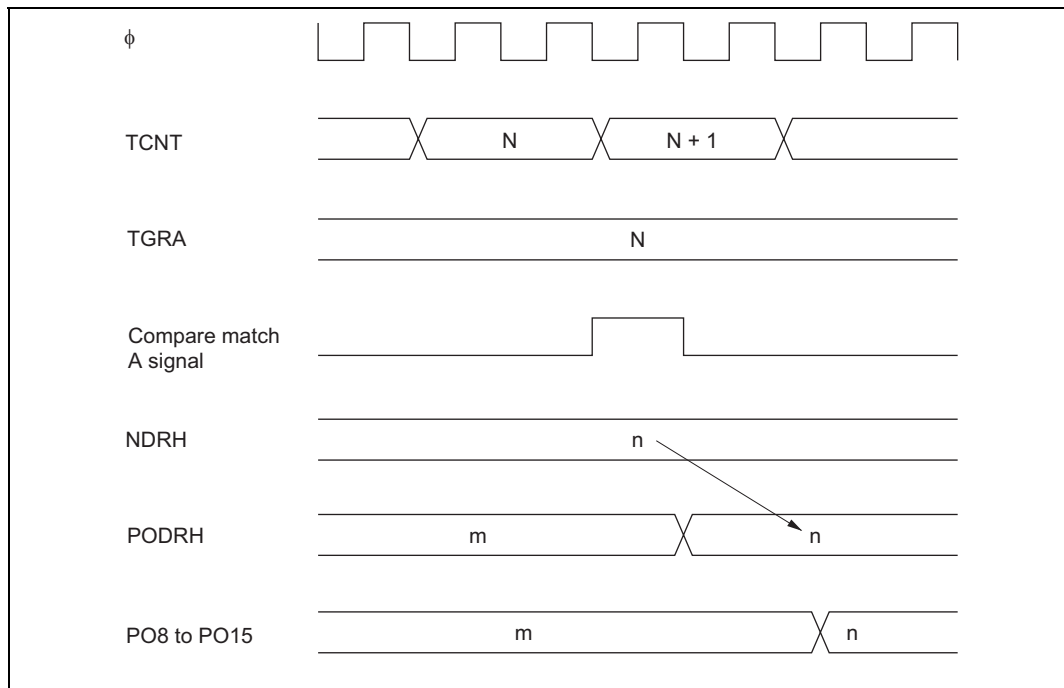 ϕ
TCNT
N
N + 1
TGRA
N
Compare match
A signal
NDRH
n
PODRH
m
n
PO8 to PO15
m
n